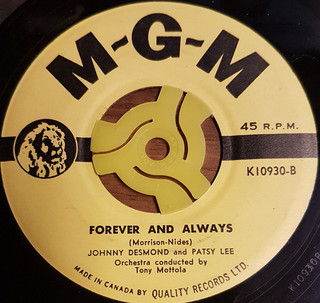 M-G-M
45 R.P.M.
K10930-B
FOREVER AND ALWAYS
(Morrison-Nides)
JOHNNY DESMOND and PATSY LEE
Orchestra conducted by
Tony Mottola
MADE IN CANADA BY QUALITY RECORDS LTD.
K10930B